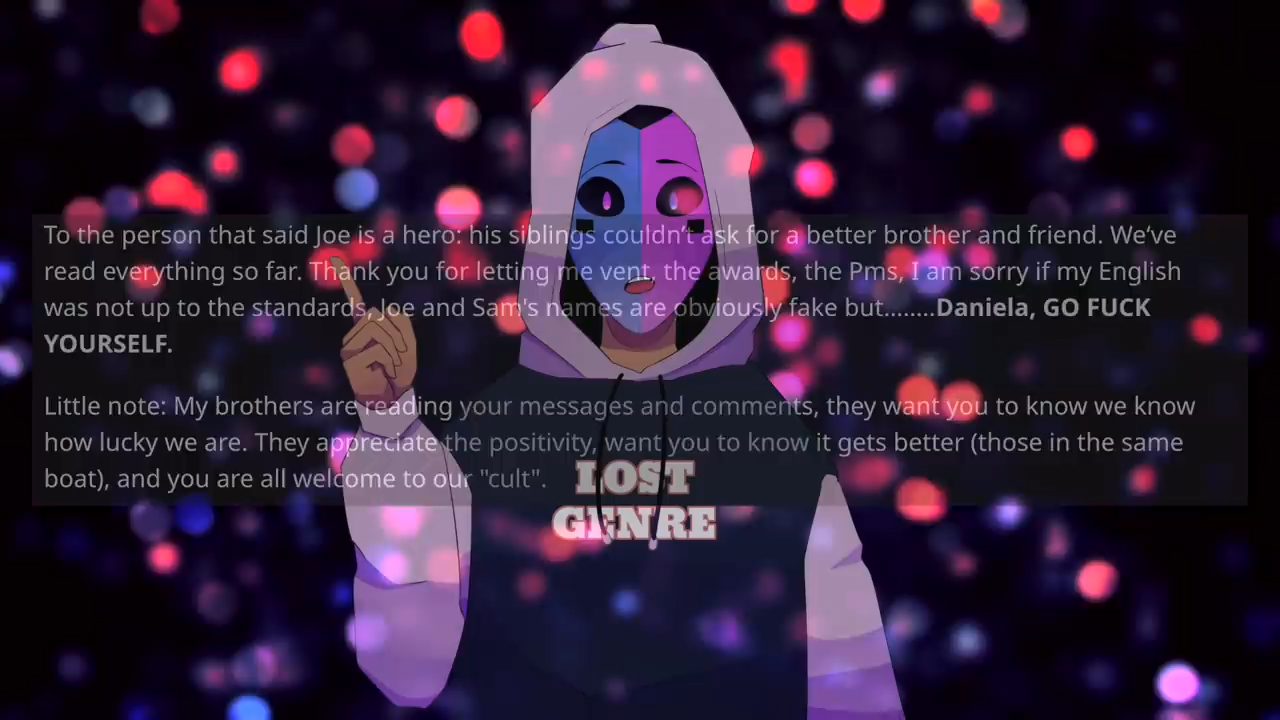 To the person that said Joe is a hero: his siblings couldn't ask for a better brother and friend. We've
read everything so far. Thank you for letting me vent, the awards, the Pms, I am sorry if my English
was not up to the standards, Joe and Sam's names are obviously fake but........Daniela, GO FUCK
YOURSELF.
Little note: My brothers are reading your messages and comments, they want you to know we know
how lucky we are. They appreciate the positivity, want you to know it gets better (those in the same
boat), and you are all welcome to our "cult".
LOST
GENRE